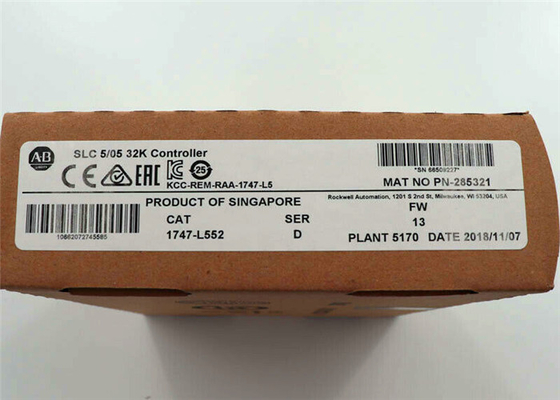 AB SLC 5/05 32K Controller
CE EAC 25
KCC-REM-RAA-1747-L5
*SN 66509227*
MAT NO PN-285321
PRODUCT OF SINGAPORE
Rockwell Automation, 1201 S 2nd St, Milwaukee, WI 53204, USA
CAT SER FW
1747-L552 D 13
PLANT 5170 DATE 2018/11/07
10662072745565